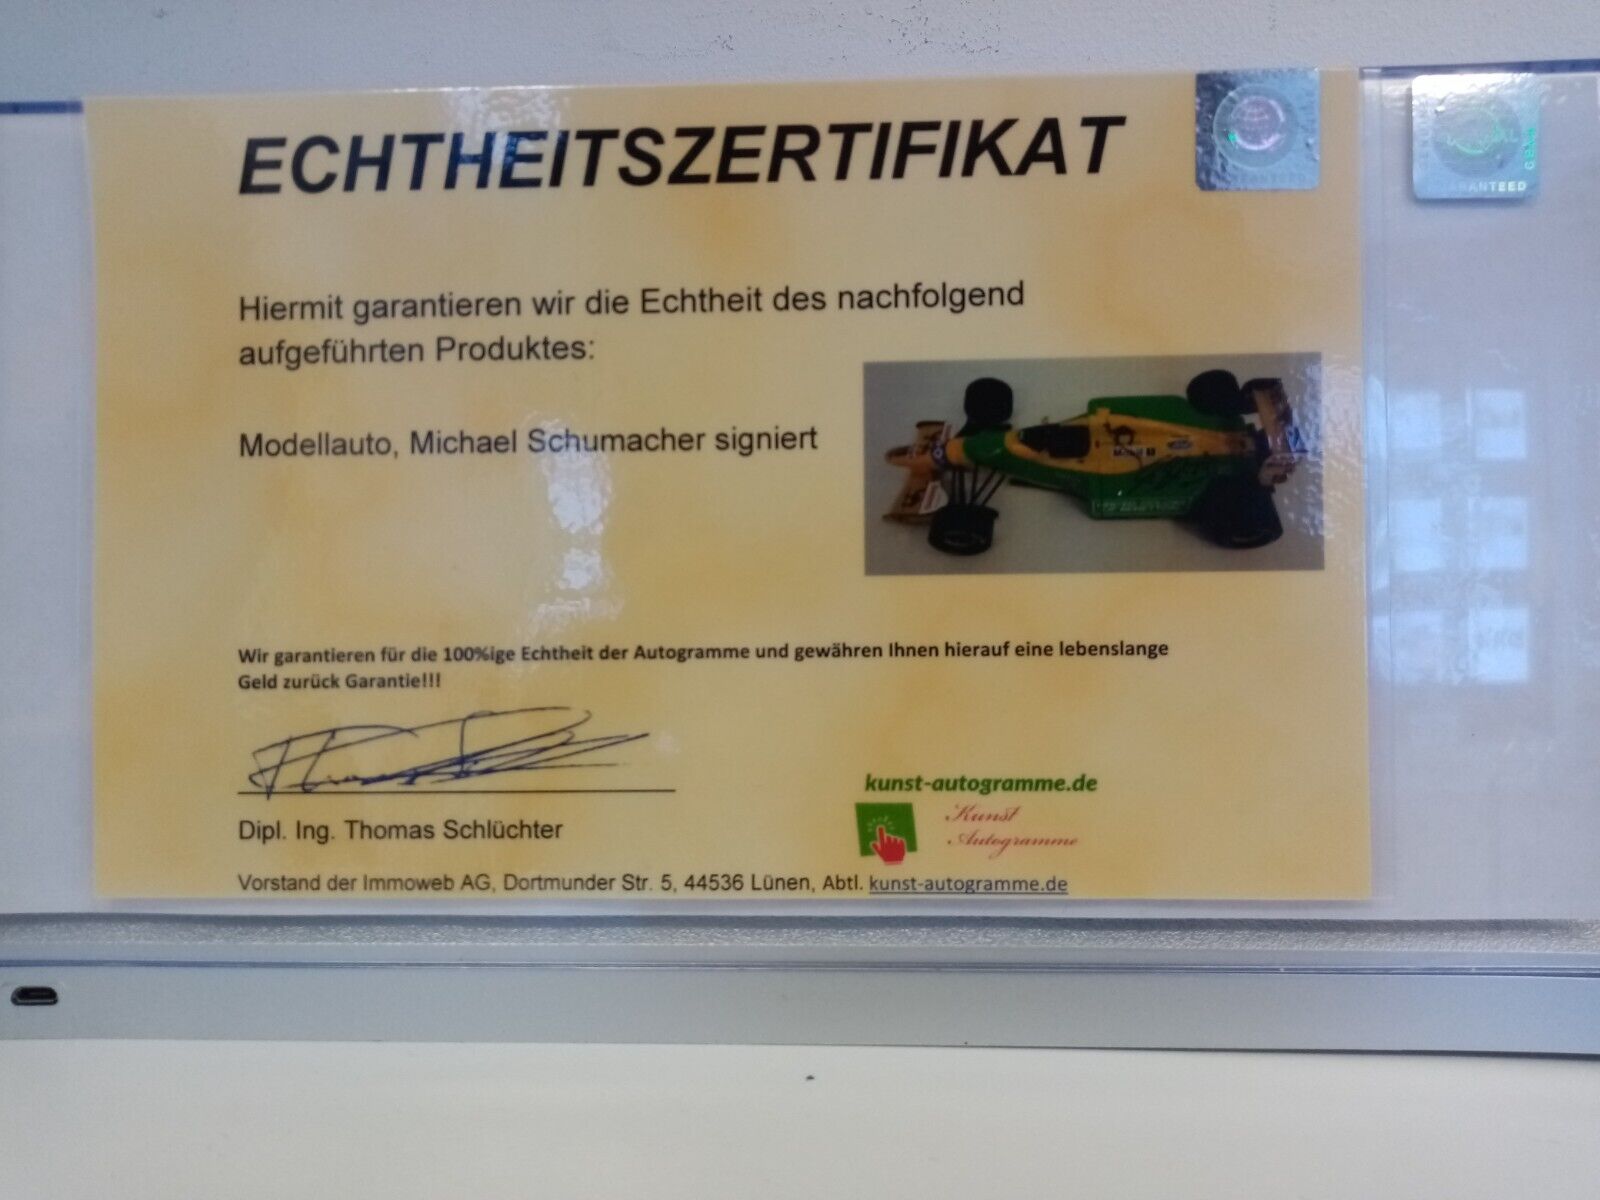 ECHTHEITSZERTIFIKAT
Hiermit garantieren wir die Echtheit des nachfolgend
aufgeführten Produktes:
Modellauto, Michael Schumacher signiert
Wir garantieren für die 100%ige Echtheit der Autogramme und gewähren Ihnen hierauf eine lebenslange
Geld zurück Garantie!!!
Dipl. Ing. Thomas Schlüchter
kunst-autogramme.de
Kunst
Autogramme
Vorstand der Immoweb AG, Dortmunder Str. 5, 44536 Lünen, Abtl. kunst-autogramme.de